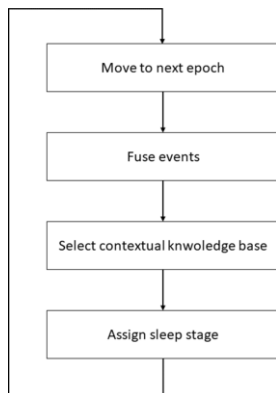 Move to next epoch
Fuse events
Select contextual knwoledge base
Assign sleep stage